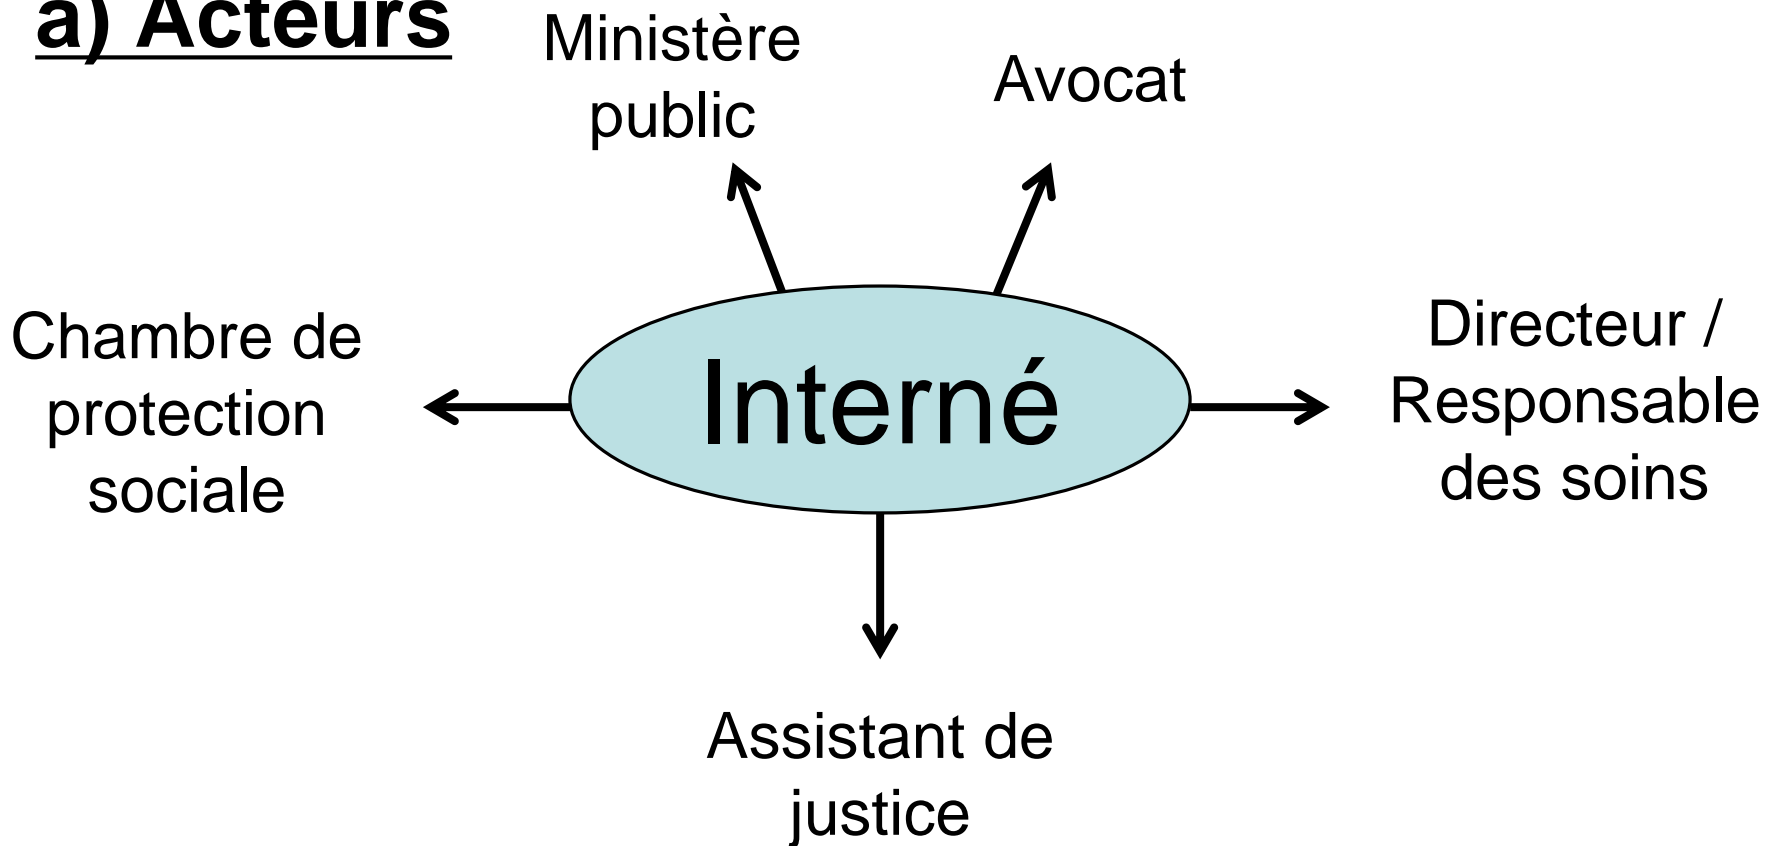 a) Acteurs
Ministère
public
Avocat
Chambre de
protection
sociale
Interné
Directeur /
Responsable
des soins
Assistant de
justice